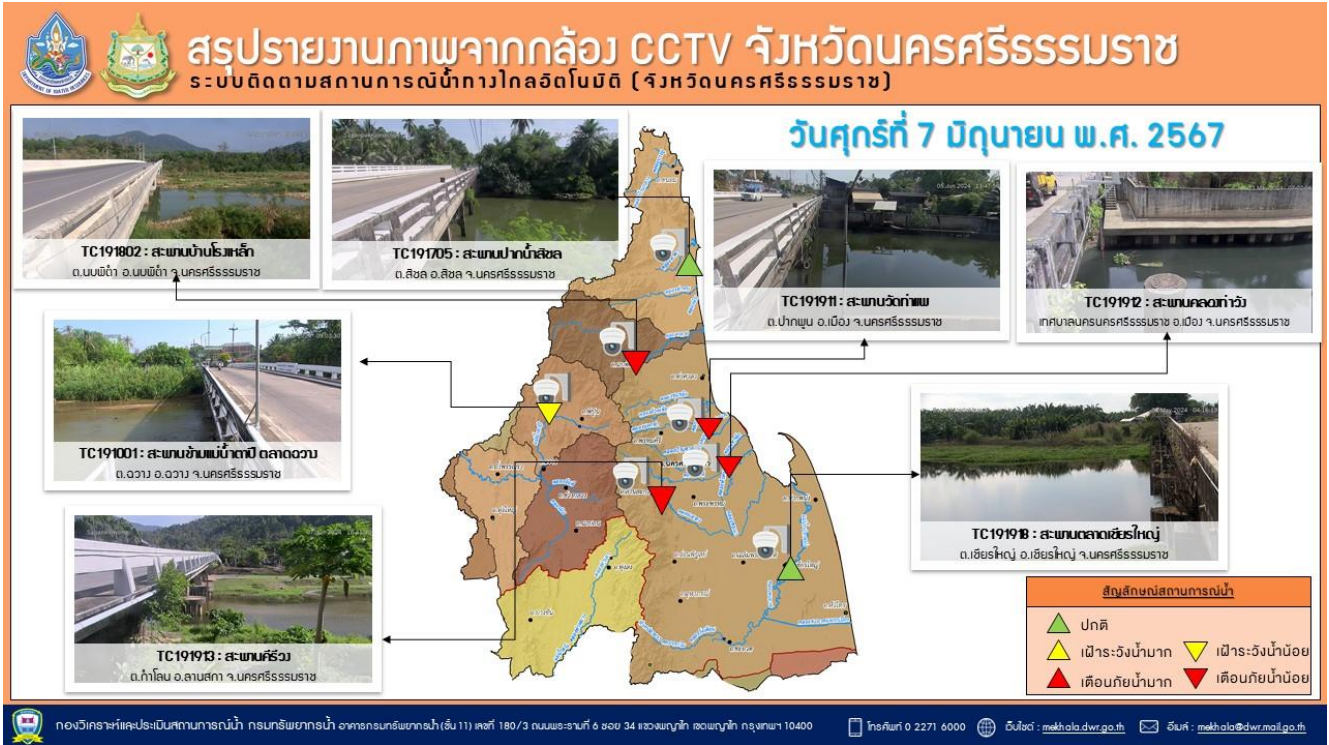 สรุปรายงานภาพจากกล้อง CCTV จังหวัดนครศรีธรรมราช
ระบบติดตามสถานการณ์น้ำทางไกลอัตโนมัติ (จังหวัดนครศรีธรรมราช)
วันศุกร์ที่ 7 มิถุนายน พ.ศ. 2567
TC191802 : สะพานบ้านโรงเหล็ก
ต.นบพิตำ อ.นบพิตำ จ.นครศรีธรรมราช
TC191705 : สะพานปากน้ำสิชล
ต.สิชล อ.สิชล จ.นครศรีธรรมราช
TC191911 : สะพานวัดท่าแพ
ต.ปากพูน อ.เมือง จ.นครศรีธรรมราช
TC191912 : สะพานคลองท่าวัง
เทศบาลนครนครศรีธรรมราช อ.เมือง จ.นครศรีธรรมราช
TC191001 : สะพานข้ามแม่น้ำตาปี ตลาดฉวาง
ต.ฉวาง อ.ฉวาง จ.นครศรีธรรมราช
TC191918 : สะพานตลาดเชียรใหญ่
ต.เชียรใหญ่ อ.เชียรใหญ่ จ.นครศรีธรรมราช
TC191913 : สะพานคีรีวง
ต.กำโลน อ.ลานสกา จ.นครศรีธรรมราช
สัญลักษณ์สถานการณ์น้ำ
ปกติ
เฝ้าระวังน้ำมาก เฝ้าระวังน้ำน้อย
เตือนภัยน้ำมาก เตือนภัยน้ำน้อย
กองวิเคราะห์และประเมินสถานการณ์น้ำ กรมทรัพยากรน้ำ อาคารกรมทรัพยากรน้ำ (ชั้น 11) เลขที่ 180/3 ถนนพระรามที่ 6 ซอย 34 แขวงพญาไท เขตพญาไท กรุงเทพฯ 10400 โทรศัพท์ 0 2271 6000 เว็บไซต์ : mekhala.dwr.go.th อีเมล์ : mekhala@dwr.mail.go.th